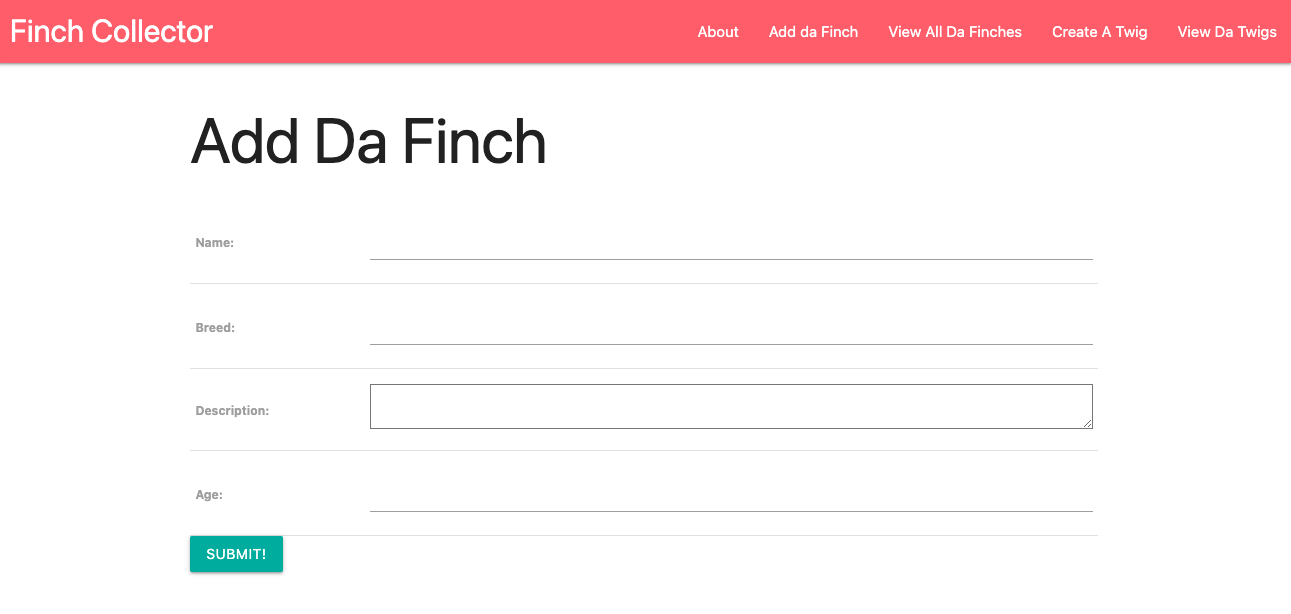 Finch Collector About Add da Finch View All Da Finches Create A Twig View Da Twigs
Add Da Finch
Name:
Breed:
Description:
Age:
SUBMIT!